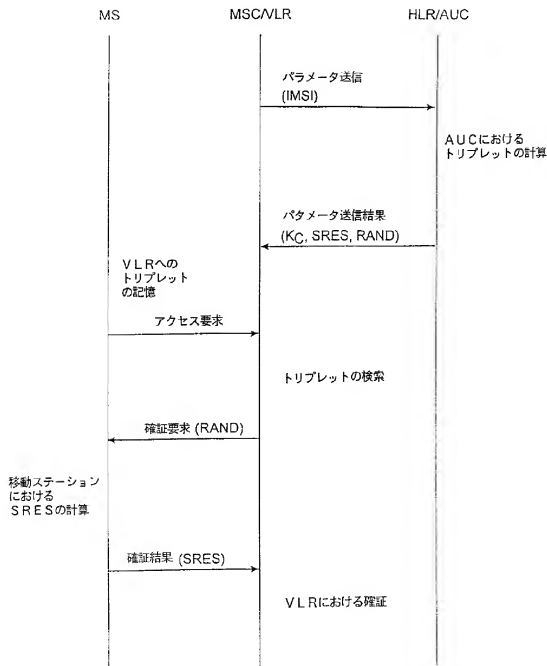 MS MSC/VLR HLR/AUC
パラメータ送信
(IMSI)
ＡＵＣにおける
トリプレットの計算
パタメータ送信結果
(KC, SRES, RAND)
ＶＬＲへの
トリプレット
の記憶
アクセス要求
トリプレットの検索
確証要求 (RAND)
移動ステーション
における
ＳＲＥＳの計算
確証結果 (SRES)
ＶＬＲにおける確証